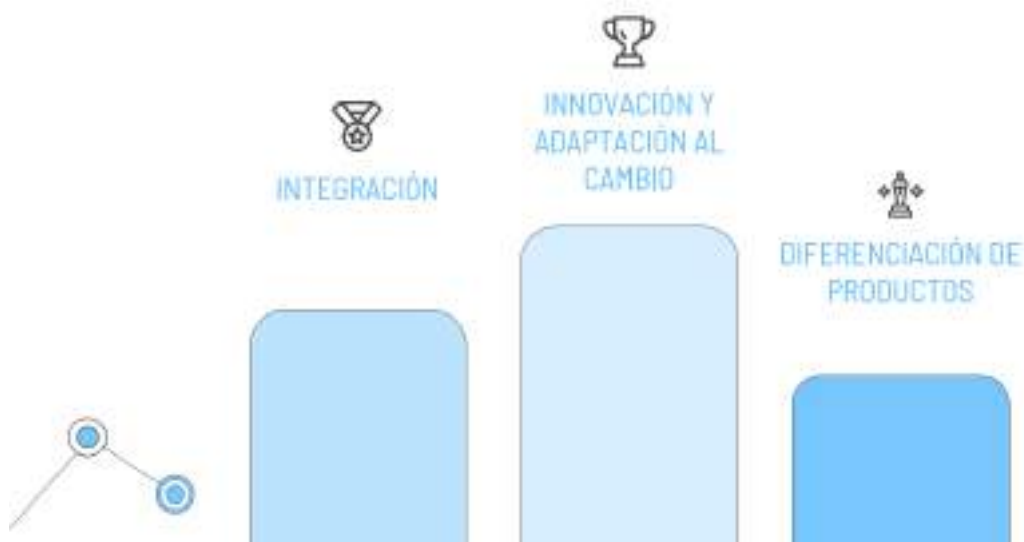 INTEGRACIÓN
INNOVACIÓN Y
ADAPTACIÓN AL
CAMBIO
DIFERENCIACIÓN DE
PRODUCTOS